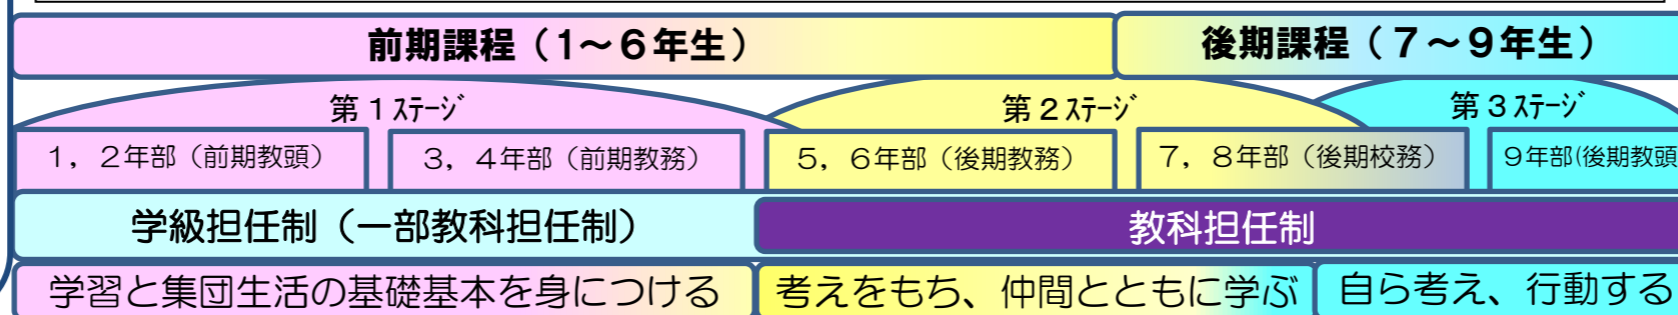 前期課程（1～6年生）
後期課程（7～9年生）
第1ｽﾃｰｼﾞ
第2ｽﾃｰｼﾞ
第3ｽﾃｰｼﾞ
1，2年部（前期教頭）
3，4年部（前期教務）
5，6年部（後期教務）
7，8年部（後期校務）
9年部(後期教頭
学級担任制（一部教科担任制）
教科担任制
学習と集団生活の基礎基本を身につける
考えをもち、仲間とともに学ぶ
自ら考え、行動する